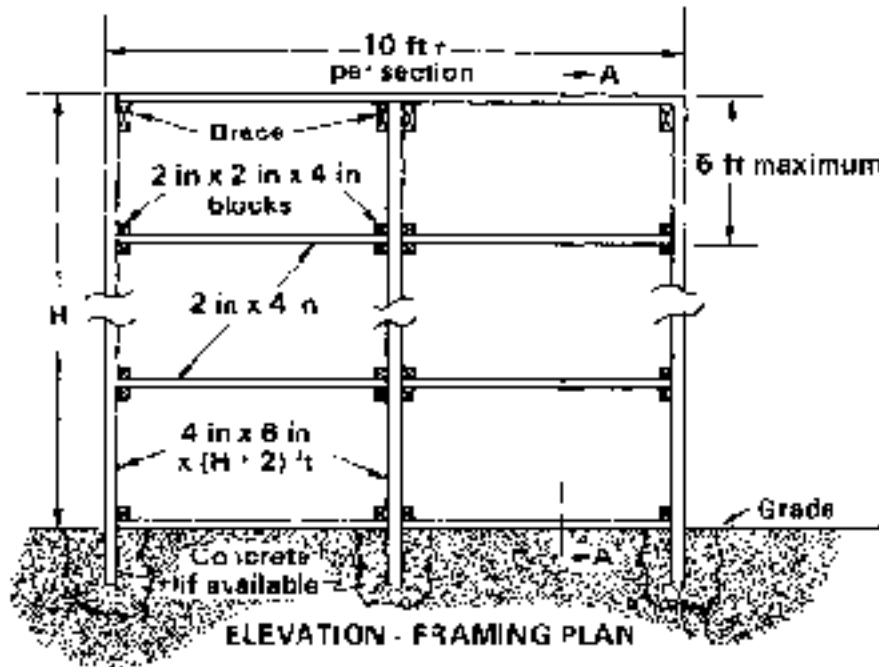 10 ft
per section
A
Brace
6 ft maximum
2 in x 2 in x 4 in
blocks
H
2 in x 4 in
4 in x 6 in
x (H + 2) ft
Grade
Concrete
if available
A
ELEVATION - FRAMING PLAN